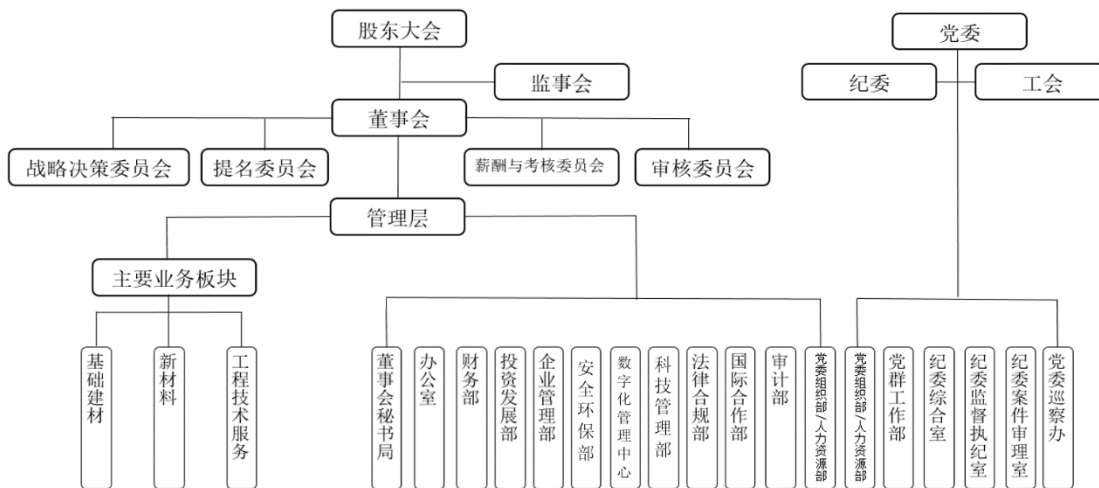 股东大会
党委
监事会
纪委
工会
董事会
战略决策委员会
提名委员会
薪酬与考核委员会
审核委员会
管理层
主要业务板块
基础建材
新材料
工程技术服务
董事会秘书局
办公室
财务部
投资发展部
企业管理部
安全环保部
数字化管理中心
科技管理部
法律合规部
国际合作部
审计部
党委组织部/人力资源部
党委组织部/人力资源部
党群工作部
纪委综合室
纪委监督执纪室
纪委案件审理室
党委巡察办